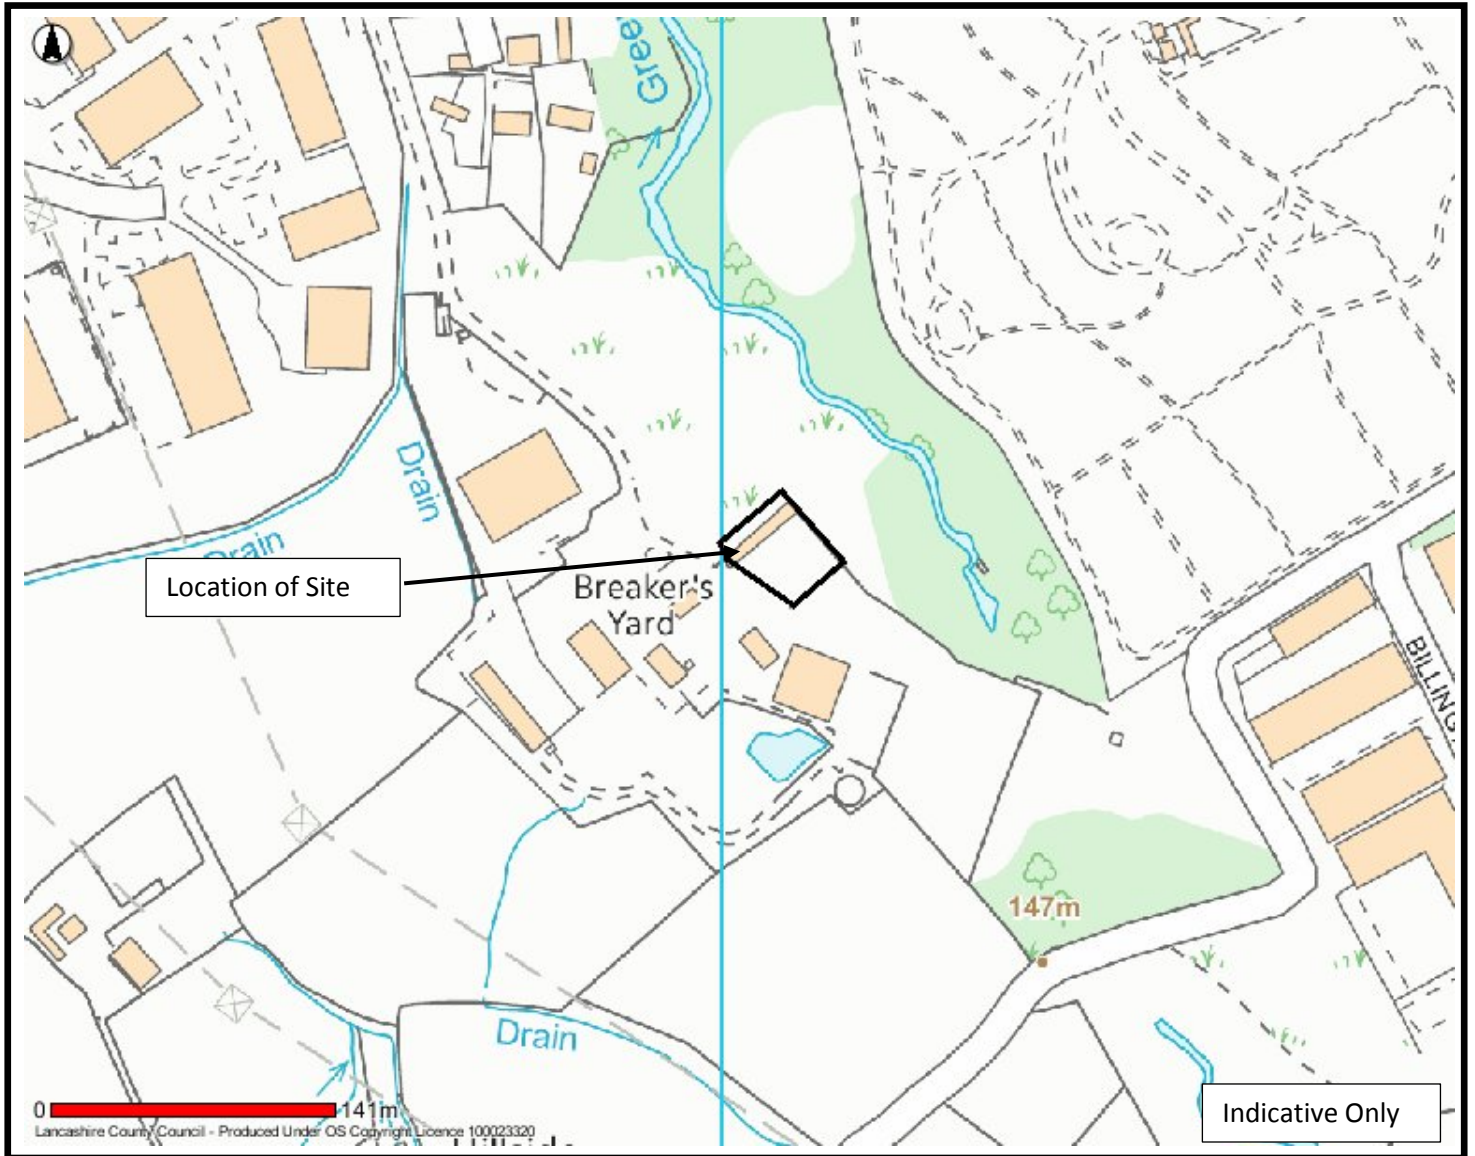 Gree
Drain
Drain
Location of Site
Breaker's
Yard
BILLING
147m
Drain
0
141m
Lancashire County Council - Produced Under OS Copyright Licence 100023320
Indicative Only